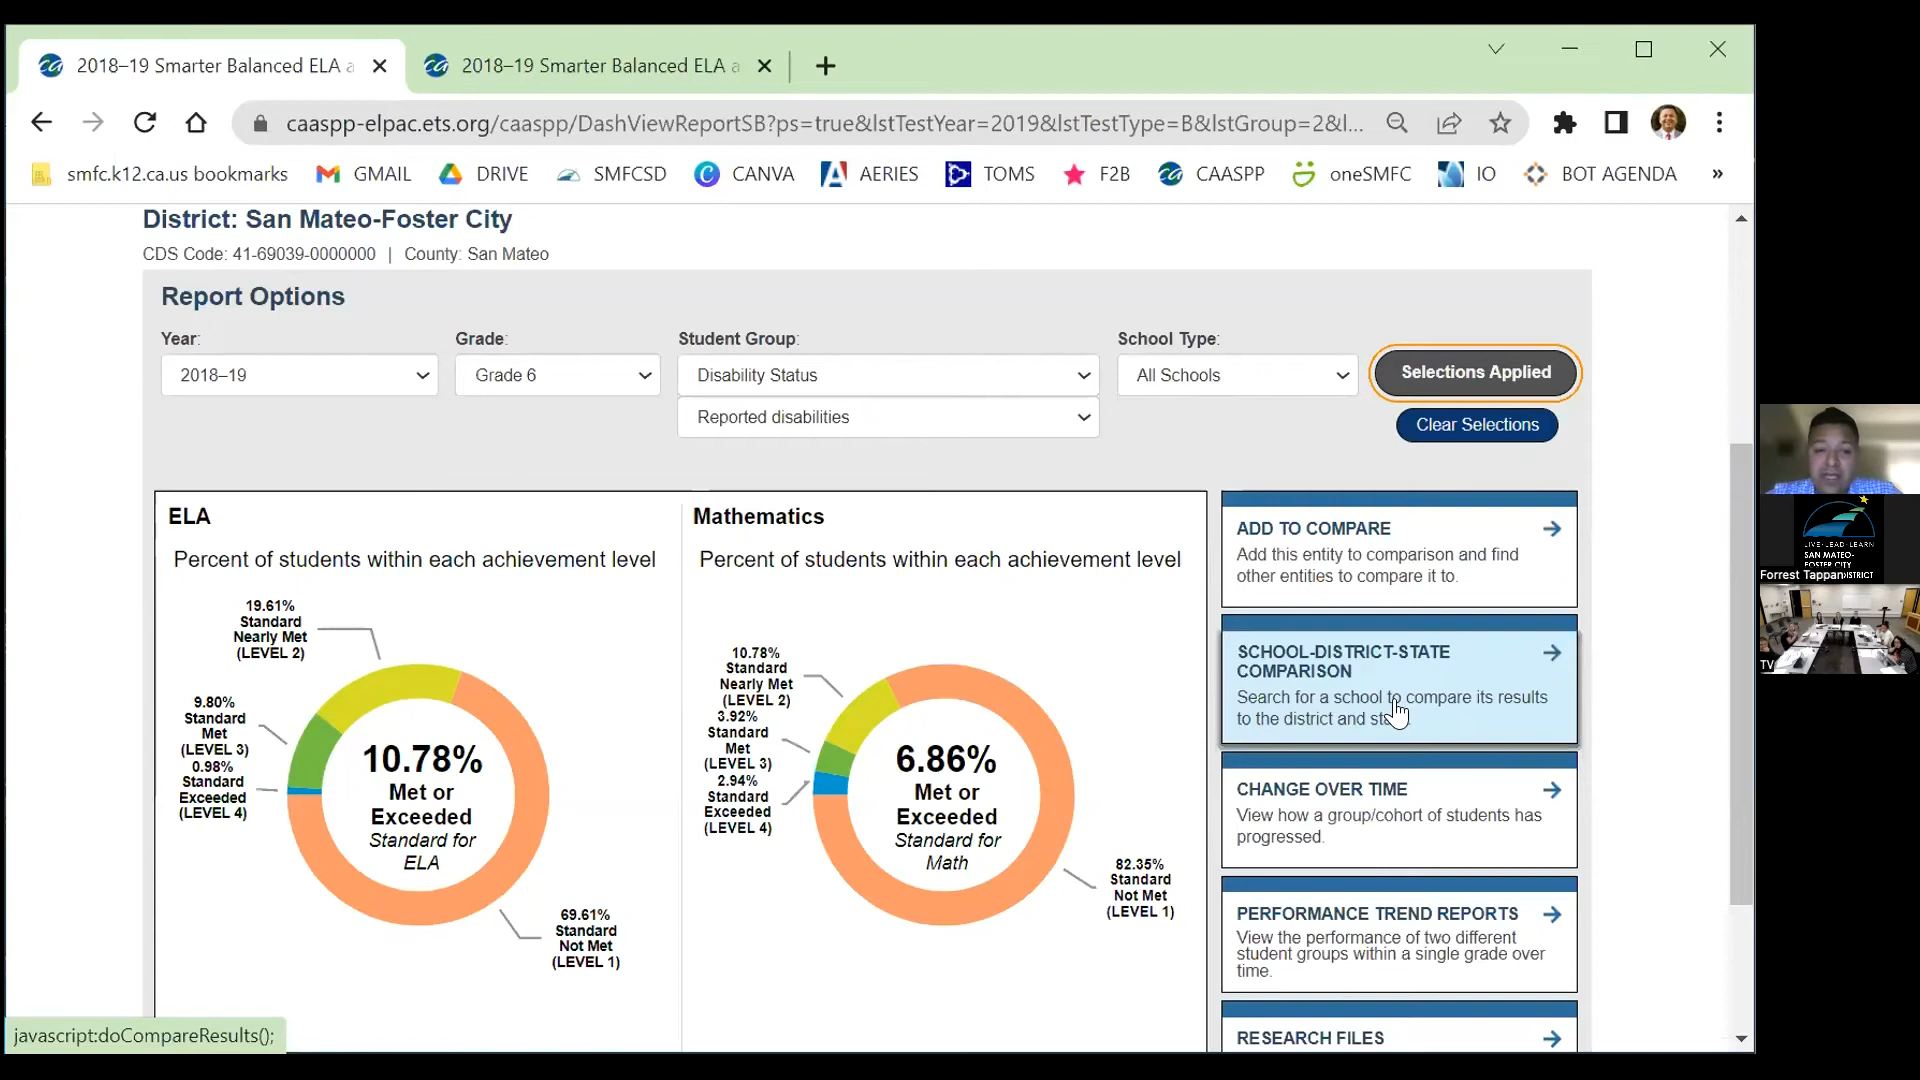 2018–19 Smarter Balanced ELA a
2018–19 Smarter Balanced ELA a
caaspp-elpac.ets.org/caaspp/DashViewReportSB?ps=true&lstTestYear=2019&lstTestType=B&lstGroup=2&l...
smfc.k12.ca.us bookmarks
GMAIL
DRIVE
SMFCSD
CANVA
AERIES
TOMS
F2B
CAASPP
oneSMFC
IO
BOT AGENDA
»
District: San Mateo-Foster City
CDS Code: 41-69039-0000000 | County: San Mateo
Report Options
Year:
Grade:
Student Group:
School Type:
2018–19
Grade 6
Disability Status
All Schools
Selections Applied
Reported disabilities
Clear Selections
ELA
Percent of students within each achievement level
19.61%
Standard
Nearly Met
(LEVEL 2)
9.80%
Standard
Met
(LEVEL 3)
0.98%
Standard
Exceeded
(LEVEL 4)
10.78%
Met or
Exceeded
Standard for
ELA
69.61%
Standard
Not Met
(LEVEL 1)
Mathematics
Percent of students within each achievement level
10.78%
Standard
Nearly Met
(LEVEL 2)
3.92%
Standard
Met
(LEVEL 3)
2.94%
Standard
Exceeded
(LEVEL 4)
6.86%
Met or
Exceeded
Standard for
Math
82.35%
Standard
Not Met
(LEVEL 1)
ADD TO COMPARE
Add this entity to comparison and find
other entities to compare it to.
SCHOOL-DISTRICT-STATE
COMPARISON
Search for a school to compare its results
to the district and
CHANGE OVER TIME
View how a group/cohort of students has
progressed.
PERFORMANCE TREND REPORTS
View the performance of two different
student groups within a single grade over
time.
RESEARCH FILES
javascript:doCompareResults();
LIVE·LEAD·LEARN
SAN MATEO-
FOSTER CITY
Forrest Tappan
TV